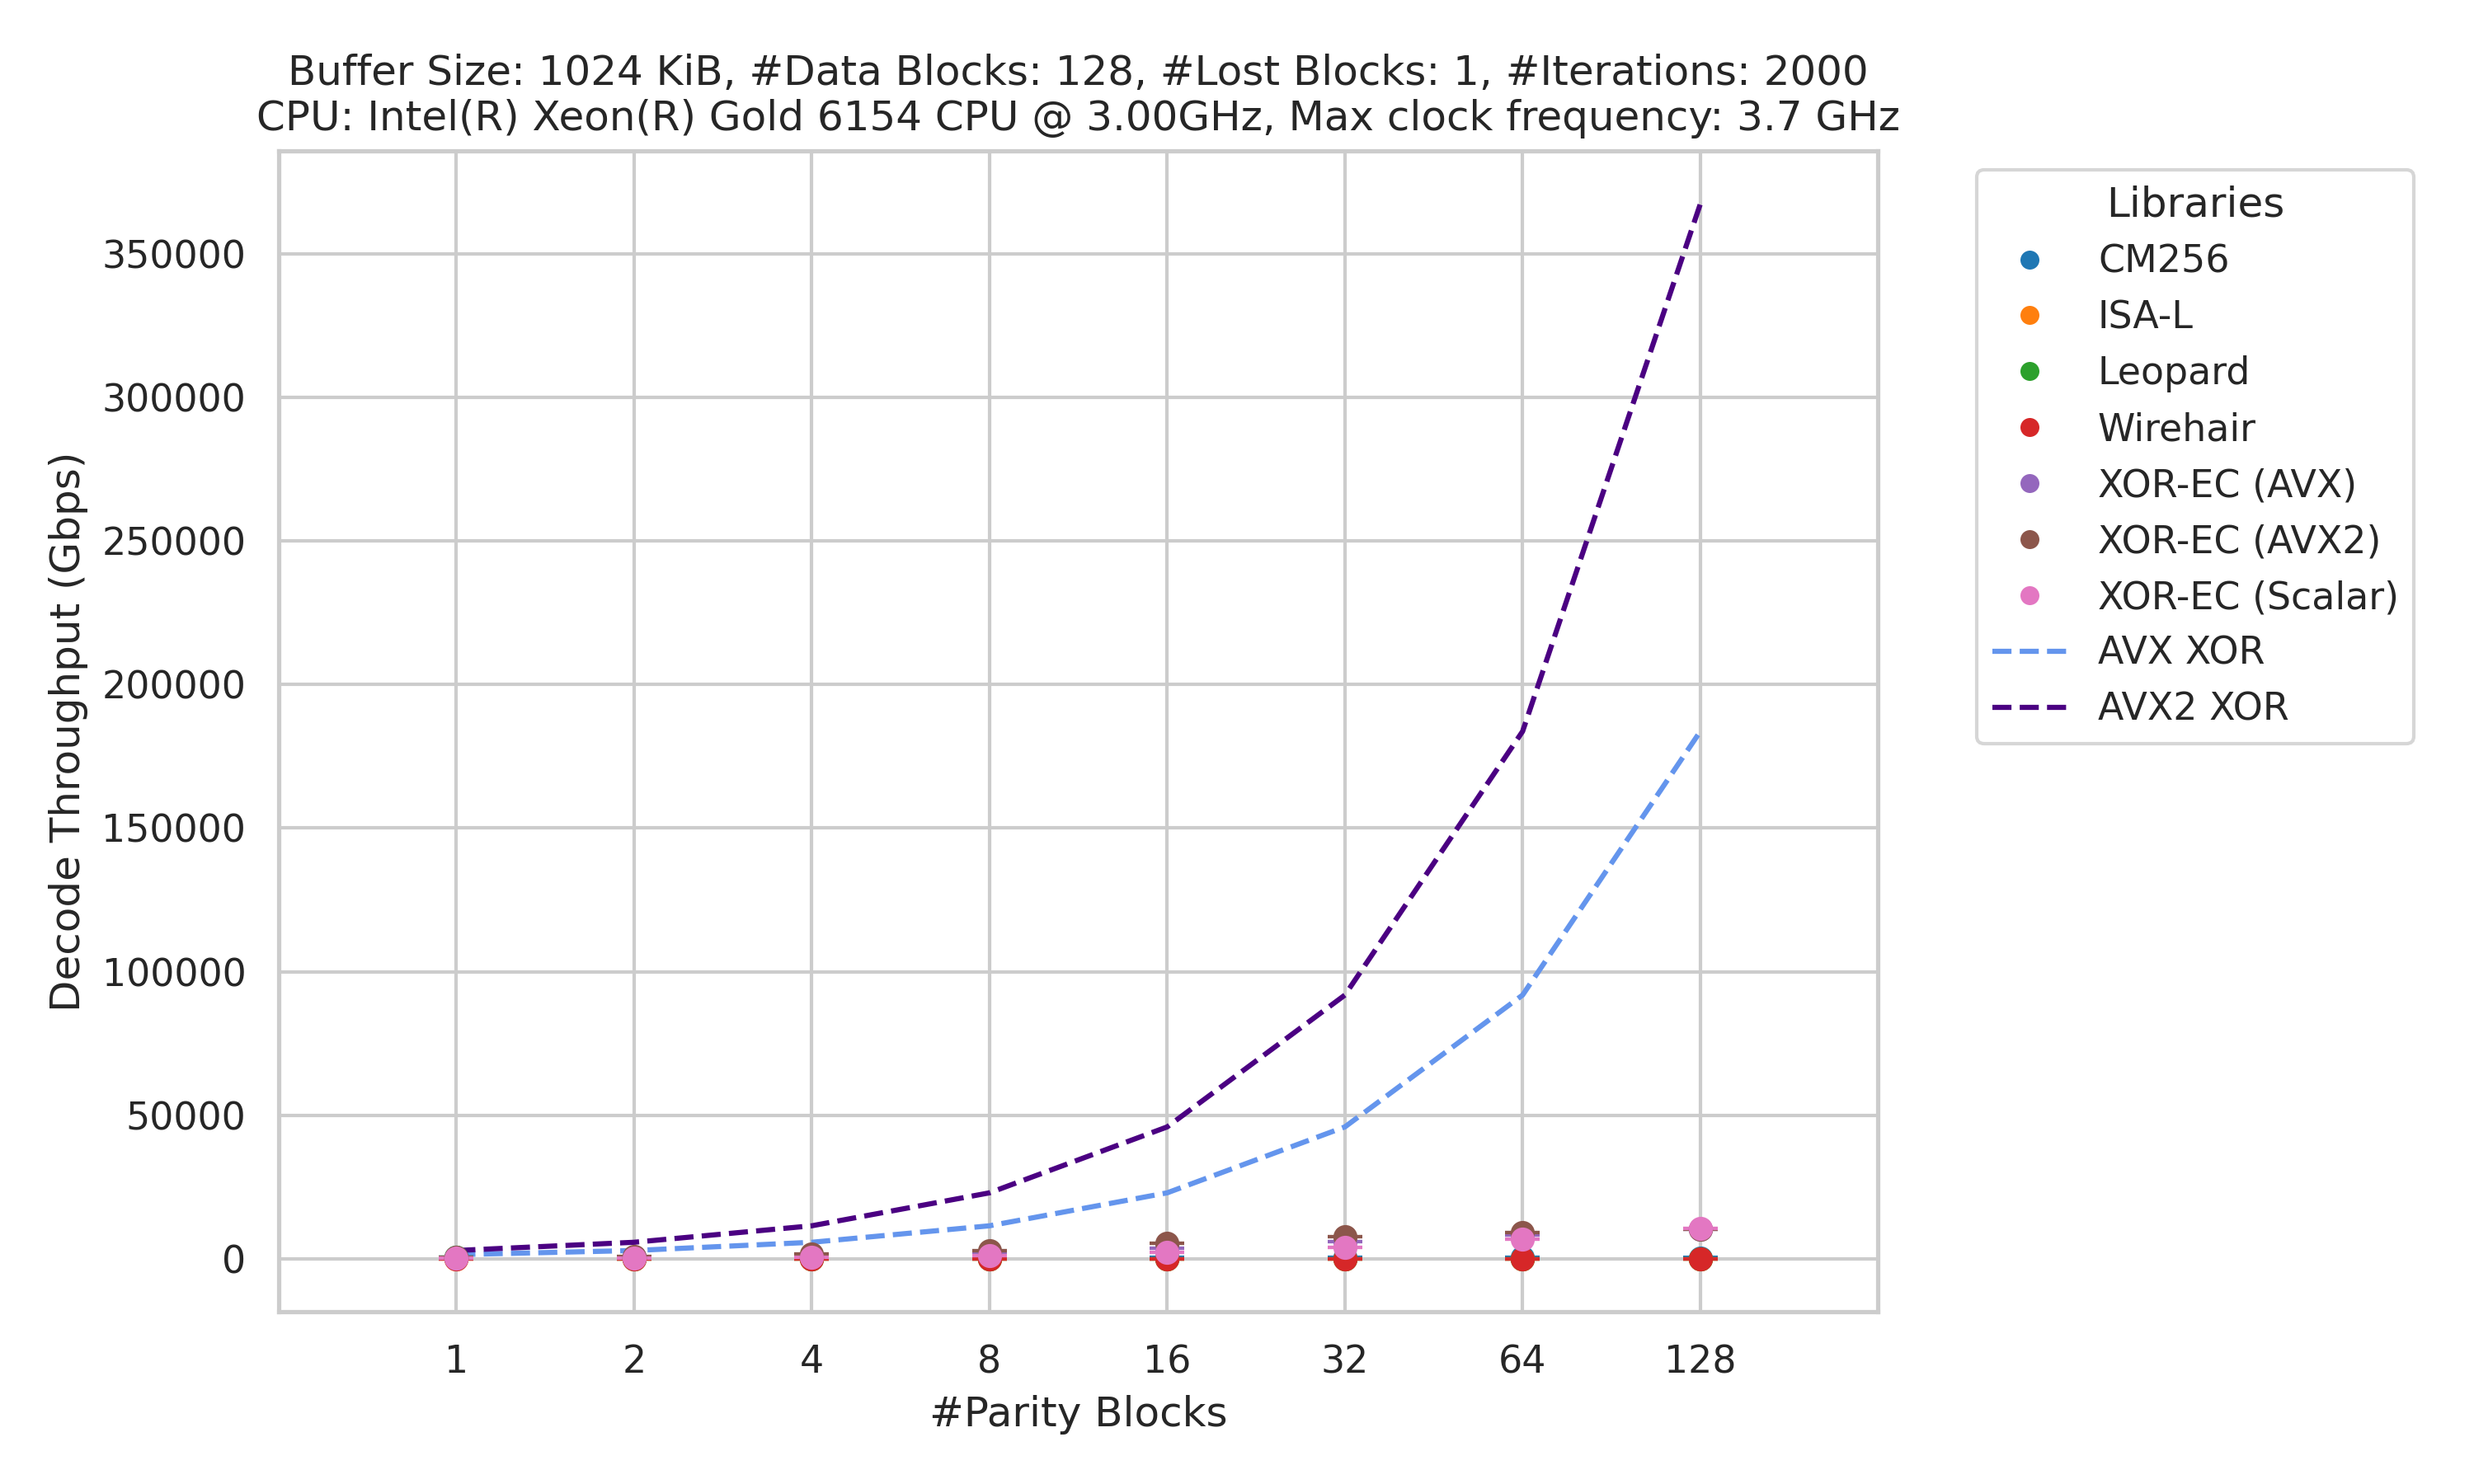 Buffer Size: 1024 KiB, #Data Blocks: 128, #Lost Blocks: 1, #Iterations: 2000
CPU: Intel(R) Xeon(R) Gold 6154 CPU @ 3.00GHz, Max clock frequency: 3.7 GHz
Decode Throughput (Gbps)
350000
300000
250000
200000
150000
100000
50000
0
1
2
4
8
16
32
64
128
#Parity Blocks
Libraries
CM256
ISA-L
Leopard
Wirehair
XOR-EC (AVX)
XOR-EC (AVX2)
XOR-EC (Scalar)
AVX XOR
AVX2 XOR